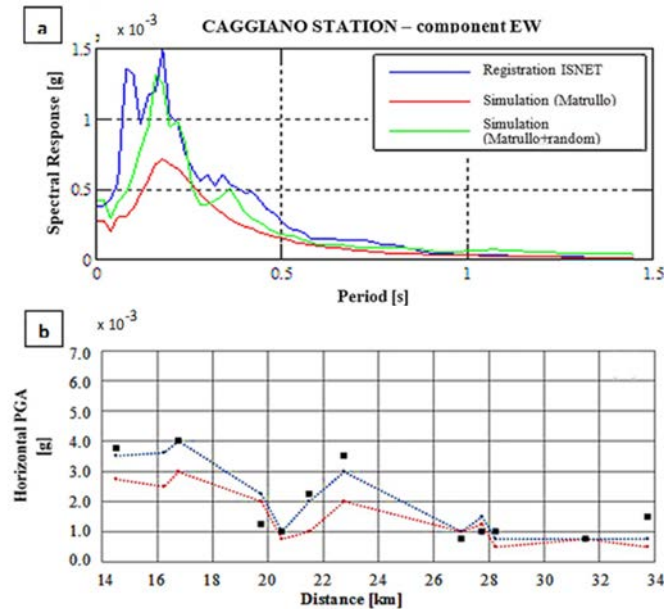 a
x 10⁻³
CAGGIANO STATION – component EW
Spectral Response [g]
1.5
1
0.5
0
Registration ISNET
Simulation (Matrullo)
Simulation
(Matrullo+random)
0
0.5
1
1.5
Period [s]
b
x 10⁻³
Horizontal PGA
[g]
7.0
6.0
5.0
4.0
3.0
2.0
1.0
0.0
14 16 18 20 22 24 26 28 30 32 34
Distance [km]